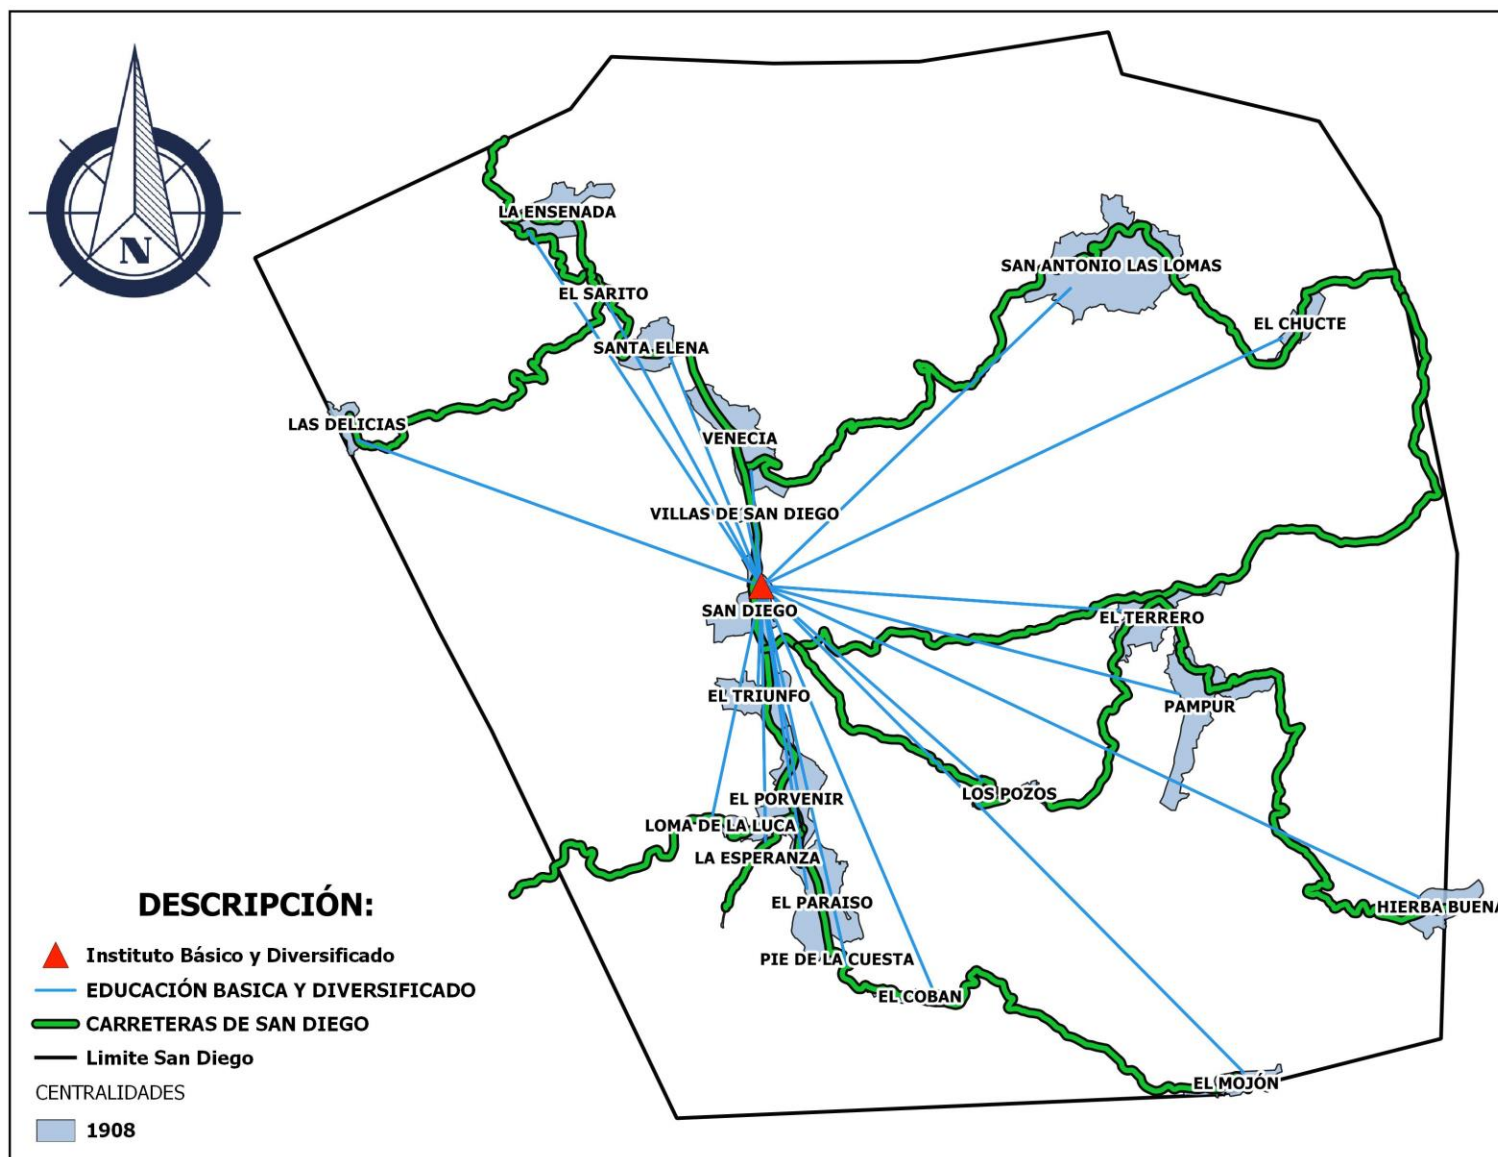 N
LA ENSENADA
SAN ANTONIO LAS LOMAS
EL SARITO
EL CHUCTE
SANTA ELENA
LAS DELICIAS
VENECIA
VILLAS DE SAN DIEGO
SAN DIEGO
EL TERRERO
EL TRIUNFO
PAMPUR
LOS POZOS
EL PORVENIR
LOMA DE LA LUCA
LA ESPERANZA
EL PARAISO
HIERBA BUENA
PIE DE LA CUESTA
EL COBAN
EL MOJÓN
DESCRIPCIÓN:
Instituto Básico y Diversificado
EDUCACIÓN BASICA Y DIVERSIFICADO
CARRETERAS DE SAN DIEGO
Limite San Diego
CENTRALIDADES
1908